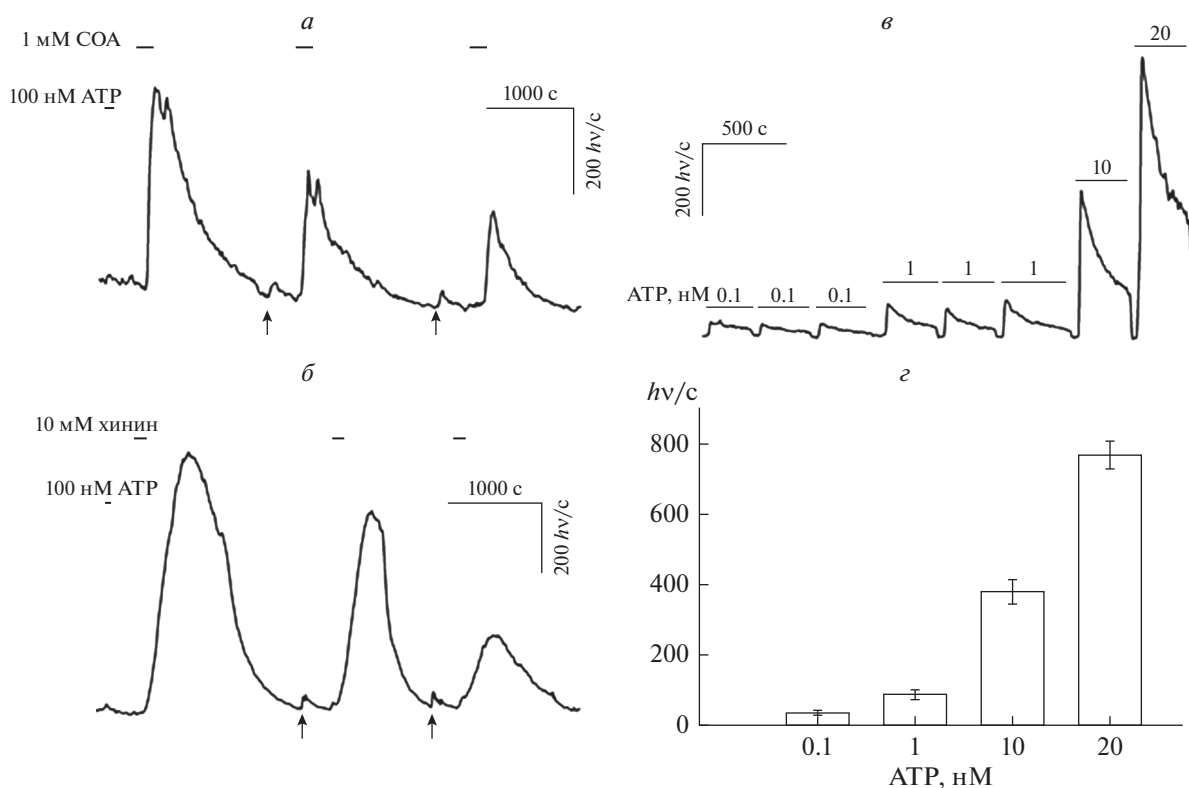 а
1 мМ СОА
100 нМ АТР
1000 с
200 hν/с
б
10 мМ хинин
100 нМ АТР
1000 с
200 hν/с
в
20
500 с
200 hν/с
10
1 1 1
АТР, нМ 0.1 0.1 0.1
г
hν/с
800
600
400
200
0
0.1 1 10 20
АТР, нМ